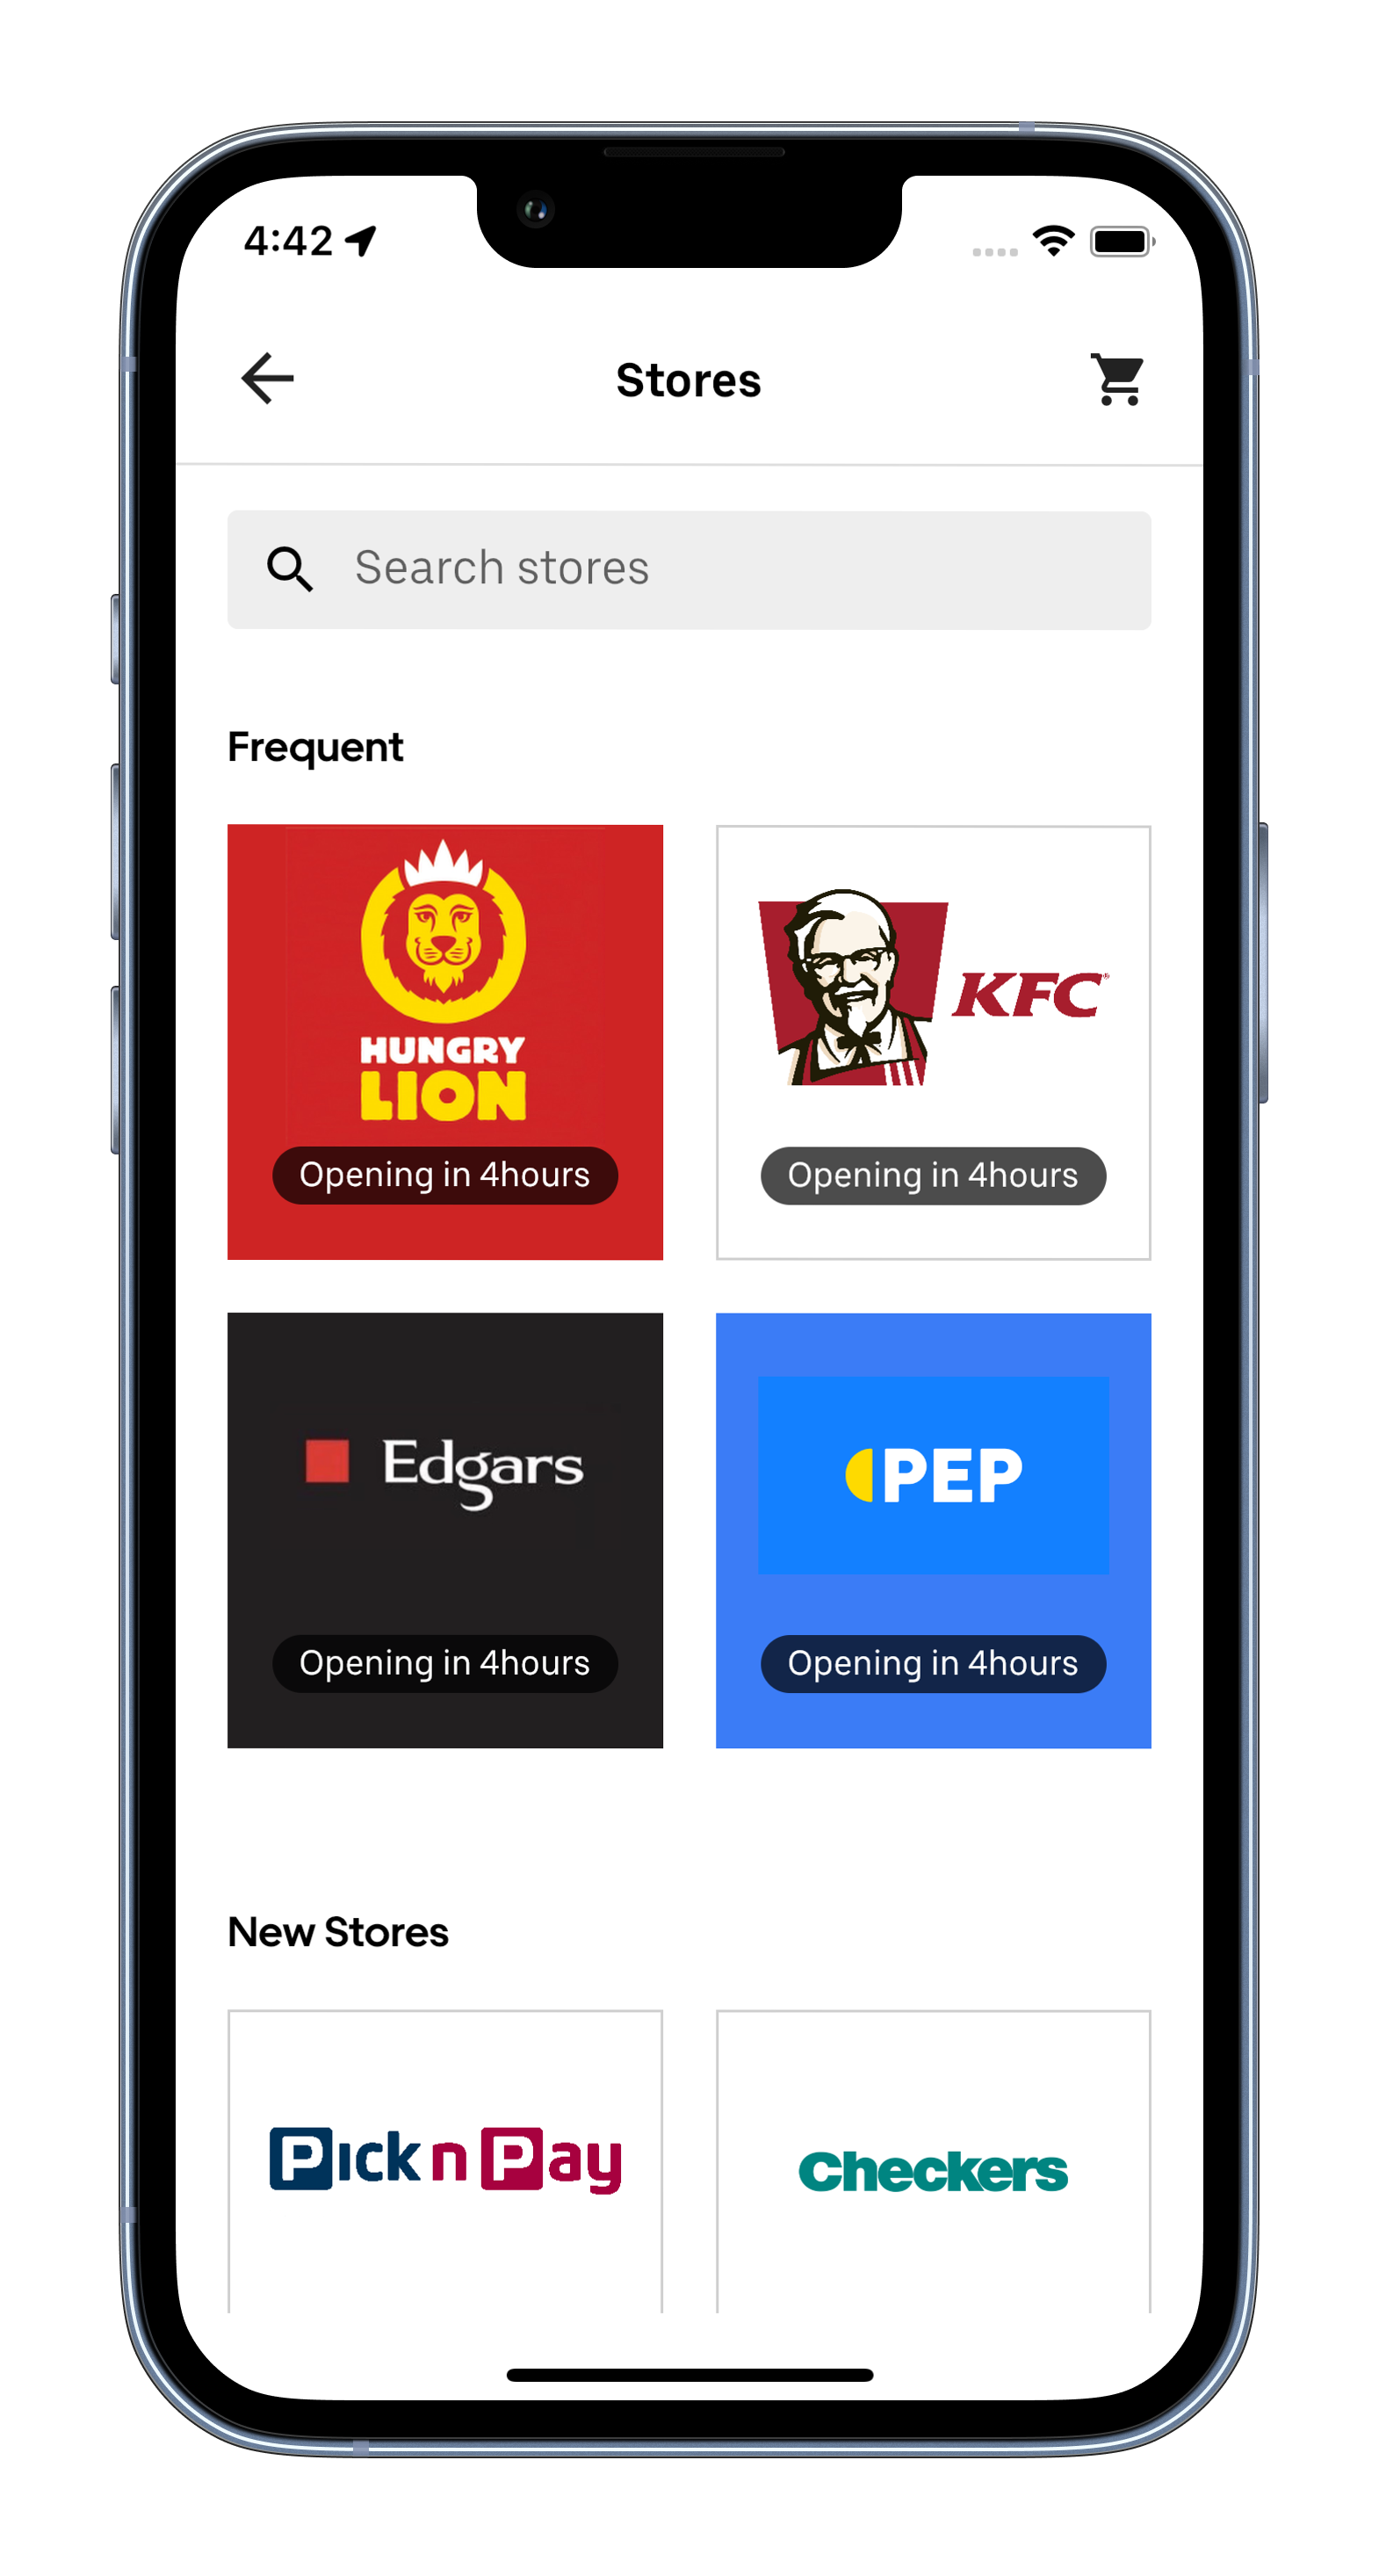 4:42
Stores
Search stores
Frequent
HUNGRY
LION
KFC
Opening in 4hours
Opening in 4hours
Edgars
PEP
Opening in 4hours
Opening in 4hours
New Stores
Pick n Pay
Checkers